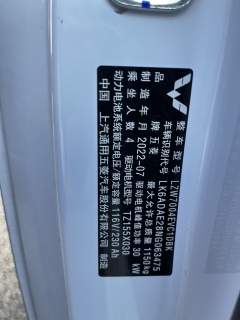 整车型号 LZW7004EVC1DBK
品牌 五菱
车辆识别代号 LK6ADAE28NG063475
制造年月 2022-07 最大允许总质量 1150 kg
乘坐人数 4 驱动电机峰值功率 30 kW
驱动电机型号 TZ135X030
动力电池系统额定电压/额定容量 116V/230 Ah
中国 上汽通用五菱汽车股份有限公司 制造